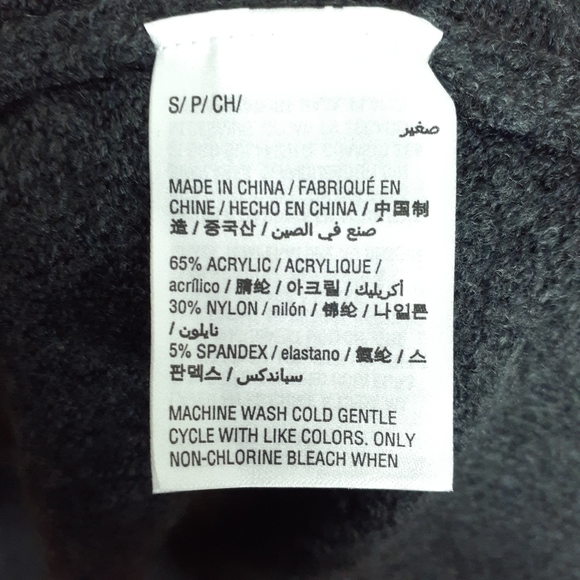 S/ P/ CH/
صغير
MADE IN CHINA / FABRIQUÉ EN
CHINE / HECHO EN CHINA / 中国制
造 / 중국산 / صنع في الصين
65% ACRYLIC / ACRYLIQUE /
acrílico / 腈纶 / 아크릴 / أكريليك
30% NYLON / nilón / 锦纶 / 나일론
/ نايلون
5% SPANDEX / elastano / 氨纶 / 스
판덱스 / سباندكس
MACHINE WASH COLD GENTLE
CYCLE WITH LIKE COLORS. ONLY
NON-CHLORINE BLEACH WHEN